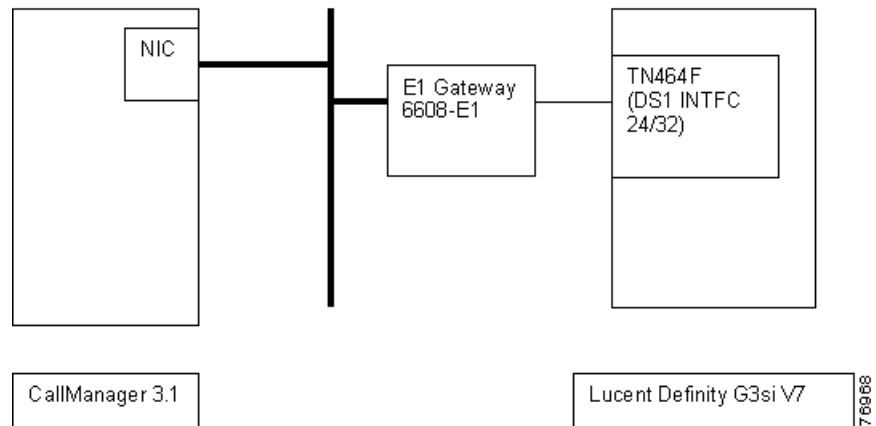 NIC
E1 Gateway
6608-E1
TN464F
(DS1 INTFC
24/32)
CallManager 3.1
Lucent Definity G3si V7
76968